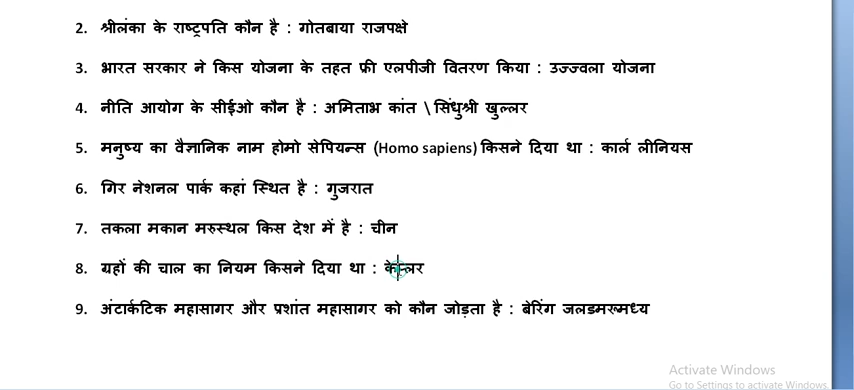 2. श्रीलंका के राष्ट्रपति कौन है : गोतबाया राजपक्षे
3. भारत सरकार ने किस योजना के तहत फ्री एलपीजी वितरण किया : उज्ज्वला योजना
4. नीति आयोग के सीईओ कौन है : अमिताभ कांत \ सिंधुश्री खुल्लर
5. मनुष्य का वैज्ञानिक नाम होमो सेपियन्स (Homo sapiens) किसने दिया था : कार्ल लीनियस
6. गिर नेशनल पार्क कहां स्थित है : गुजरात
7. तकला मकान मरुस्थल किस देश में है : चीन
8. ग्रहों की चाल का नियम किसने दिया था : केप्लर
9. अंटार्कटिक महासागर और प्रशांत महासागर को कौन जोड़ता है : बेरिंग जलडमरूमध्य
Activate Windows
Go to Settings to activate Windows.